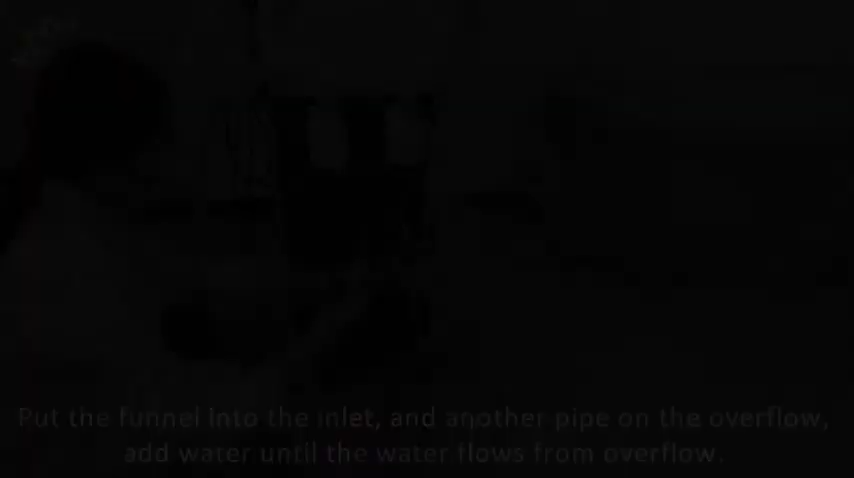 Put the funnel into the inlet, and another pipe on the overflow,
add water until the water flows from overflow.